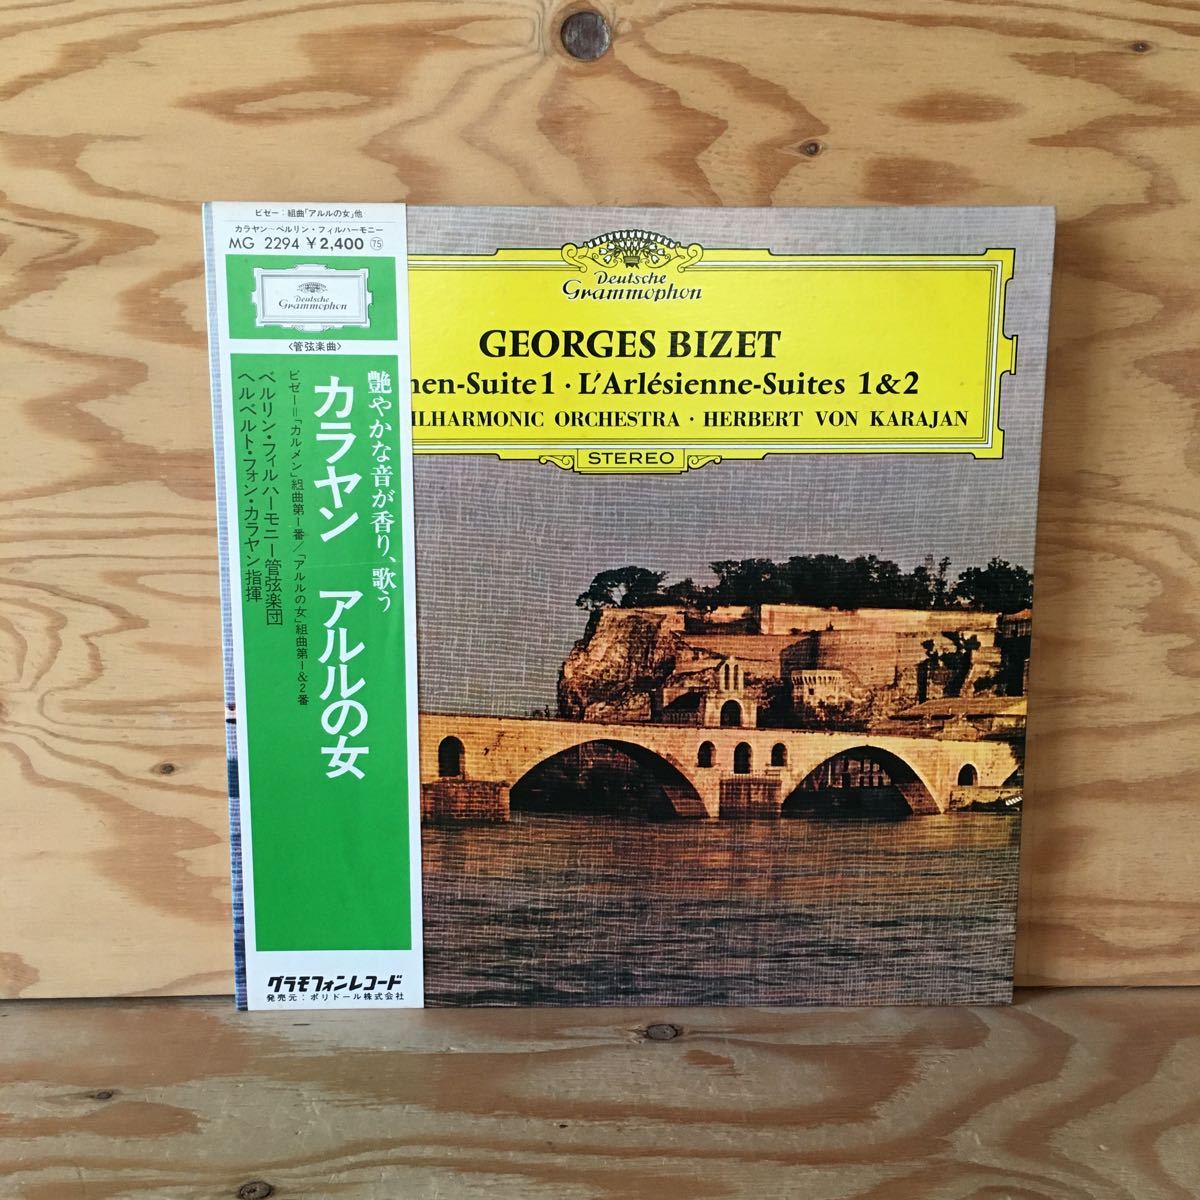 ビゼー：組曲「アルルの女」他
カラヤン―ベルリン・フィルハーモニー
MG 2294 ¥2,400 75
Deutsche
Grammophon
〈管弦楽曲〉
艶やかな音が香り、歌う
カラヤン アルルの女
ビゼー＝「カルメン」組曲第1番／「アルルの女」組曲第1&2番
ベルリン・フィルハーモニー管弦楽団
ヘルベルト・フォン・カラヤン指揮
グラモフォンレコード
発売元：ポリドール株式会社
Deutsche
Grammophon
GEORGES BIZET
men-Suite 1 · L'Arlésienne-Suites 1 & 2
ILHARMONIC ORCHESTRA · HERBERT VON KARAJAN
STEREO